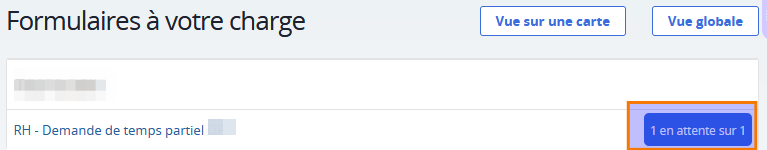 Formulaires à votre charge
Vue sur une carte
Vue globale
RH - Demande de temps partiel
1 en attente sur 1